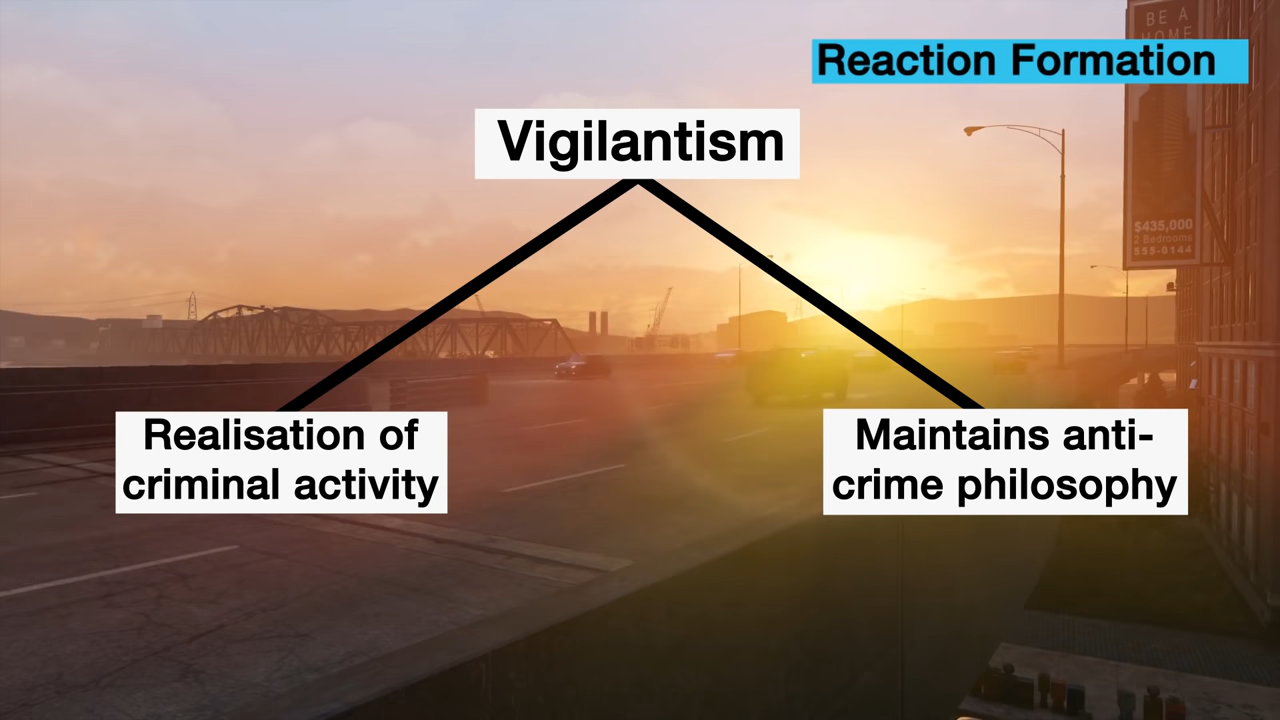 BE A
HOME
Reaction Formation
Vigilantism
$435,000
2 Bedrooms
555-0144
Realisation of
criminal activity
Maintains anti-
crime philosophy